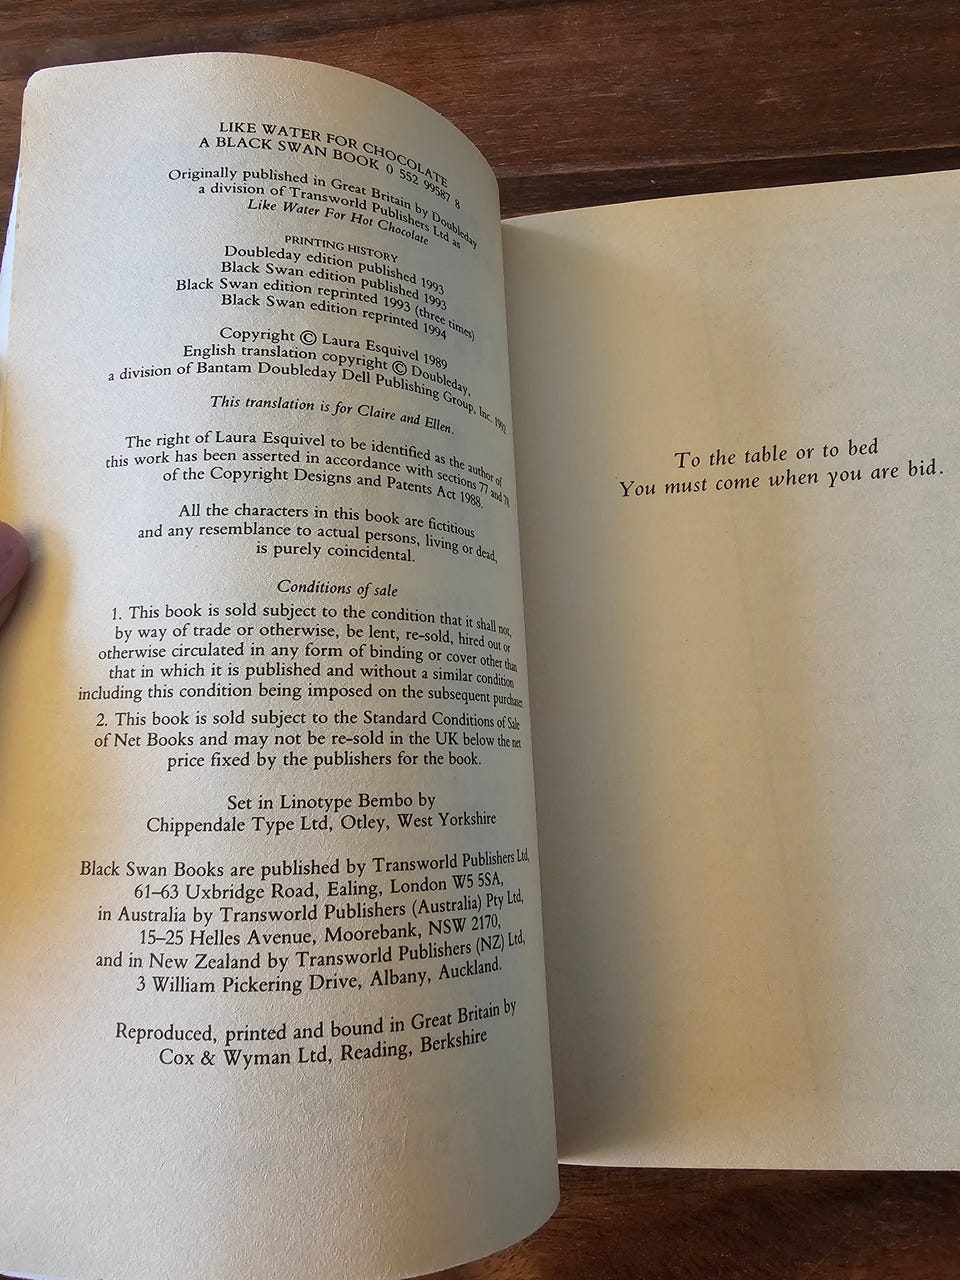 LIKE WATER FOR CHOCOLATE
A BLACK SWAN BOOK 0 552 99587 8
Originally published in Great Britain by Doubleday
a division of Transworld Publishers Ltd as
Like Water For Hot Chocolate
PRINTING HISTORY
Doubleday edition published 1993
Black Swan edition published 1993
Black Swan edition reprinted 1993 (three times)
Black Swan edition reprinted 1994
Copyright © Laura Esquivel 1989
English translation copyright © Doubleday,
a division of Bantam Doubleday Dell Publishing Group, Inc. 1992
This translation is for Claire and Ellen.
The right of Laura Esquivel to be identified as the author of
this work has been asserted in accordance with sections 77 and 78
of the Copyright Designs and Patents Act 1988.
All the characters in this book are fictitious
and any resemblance to actual persons, living or dead,
is purely coincidental.
Conditions of sale
1. This book is sold subject to the condition that it shall not,
by way of trade or otherwise, be lent, re-sold, hired out or
otherwise circulated in any form of binding or cover other than
that in which it is published and without a similar condition
including this condition being imposed on the subsequent purchaser.
2. This book is sold subject to the Standard Conditions of Sale
of Net Books and may not be re-sold in the UK below the net
price fixed by the publishers for the book.
Set in Linotype Bembo by
Chippendale Type Ltd, Otley, West Yorkshire
Black Swan Books are published by Transworld Publishers Ltd,
61–63 Uxbridge Road, Ealing, London W5 5SA,
in Australia by Transworld Publishers (Australia) Pty Ltd,
15–25 Helles Avenue, Moorebank, NSW 2170,
and in New Zealand by Transworld Publishers (NZ) Ltd,
3 William Pickering Drive, Albany, Auckland.
Reproduced, printed and bound in Great Britain by
Cox & Wyman Ltd, Reading, Berkshire
To the table or to bed
You must come when you are bid.